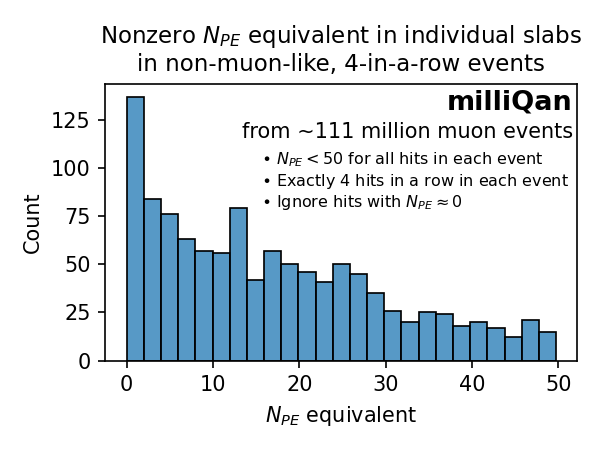 Nonzero N_PE equivalent in individual slabs
in non-muon-like, 4-in-a-row events
milliQan
from ~111 million muon events
• N_PE < 50 for all hits in each event
• Exactly 4 hits in a row in each event
• Ignore hits with N_PE ≈ 0
Count
125
100
75
50
25
0
0 10 20 30 40 50
N_PE equivalent